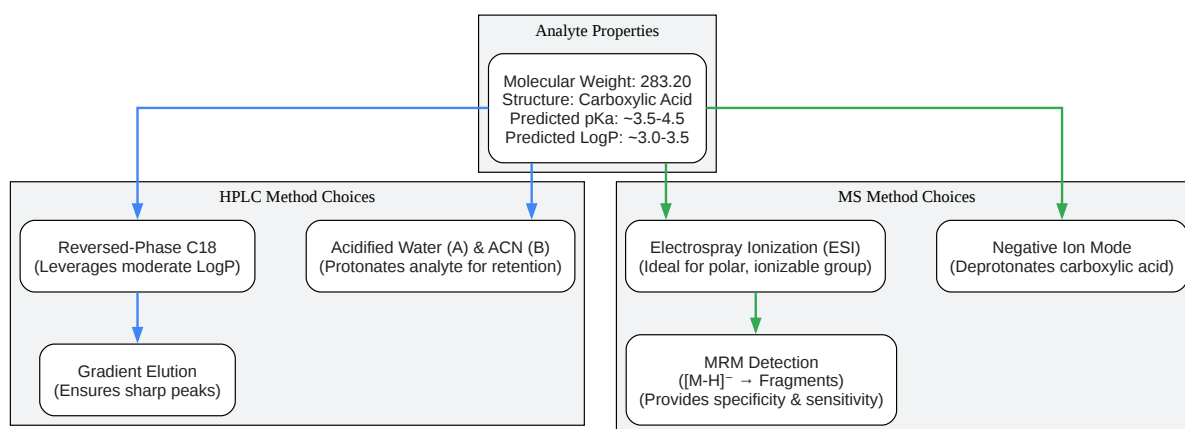 Analyte Properties
Molecular Weight: 283.20
Structure: Carboxylic Acid
Predicted pKa: ~3.5-4.5
Predicted LogP: ~3.0-3.5
HPLC Method Choices
Reversed-Phase C18
(Leverages moderate LogP)
Acidified Water (A) & ACN (B)
(Protonates analyte for retention)
Gradient Elution
(Ensures sharp peaks)
MS Method Choices
Electrospray Ionization (ESI)
(Ideal for polar, ionizable group)
Negative Ion Mode
(Deprotonates carboxylic acid)
MRM Detection
([M-H]⁻ → Fragments)
(Provides specificity & sensitivity)